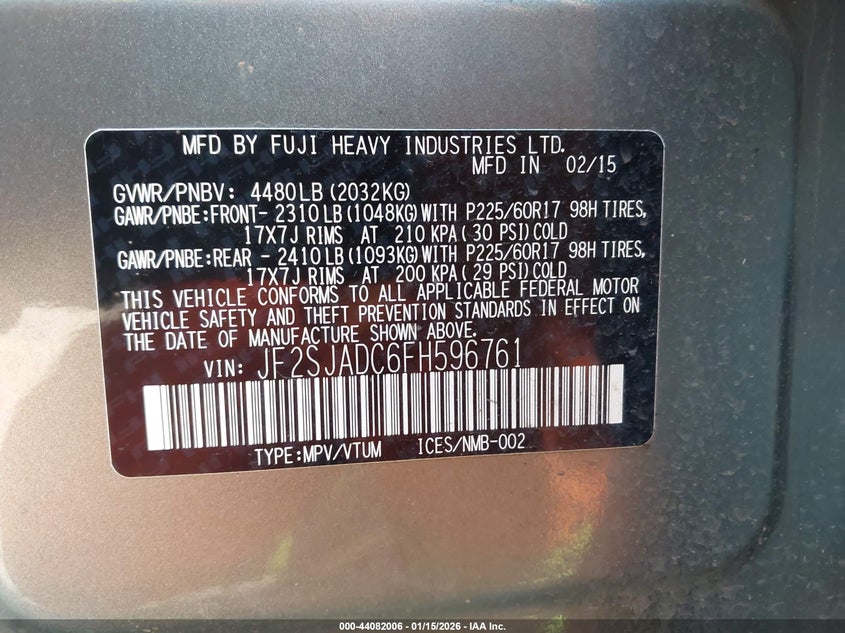 MFD BY FUJI HEAVY INDUSTRIES LTD.
MFD IN 02/15
GVWR/PNBV: 4480LB (2032KG)
GAWR/PNBE:FRONT- 2310LB (1048KG) WITH P225/60R17 98H TIRES,
17X7J RIMS AT 210 KPA ( 30 PSI) COLD
GAWR/PNBE:REAR - 2410LB (1093KG) WITH P225/60R17 98H TIRES,
17X7J RIMS AT 200 KPA ( 29 PSI) COLD
THIS VEHICLE CONFORMS TO ALL APPLICABLE FEDERAL MOTOR
VEHICLE SAFETY AND THEFT PREVENTION STANDARDS IN EFFECT ON
THE DATE OF MANUFACTURE SHOWN ABOVE.
VIN: JF2SJADC6FH596761
TYPE:MPV/VTUM ICES/NMB-002
000-44082006 - 01/15/2026 - IAA Inc.